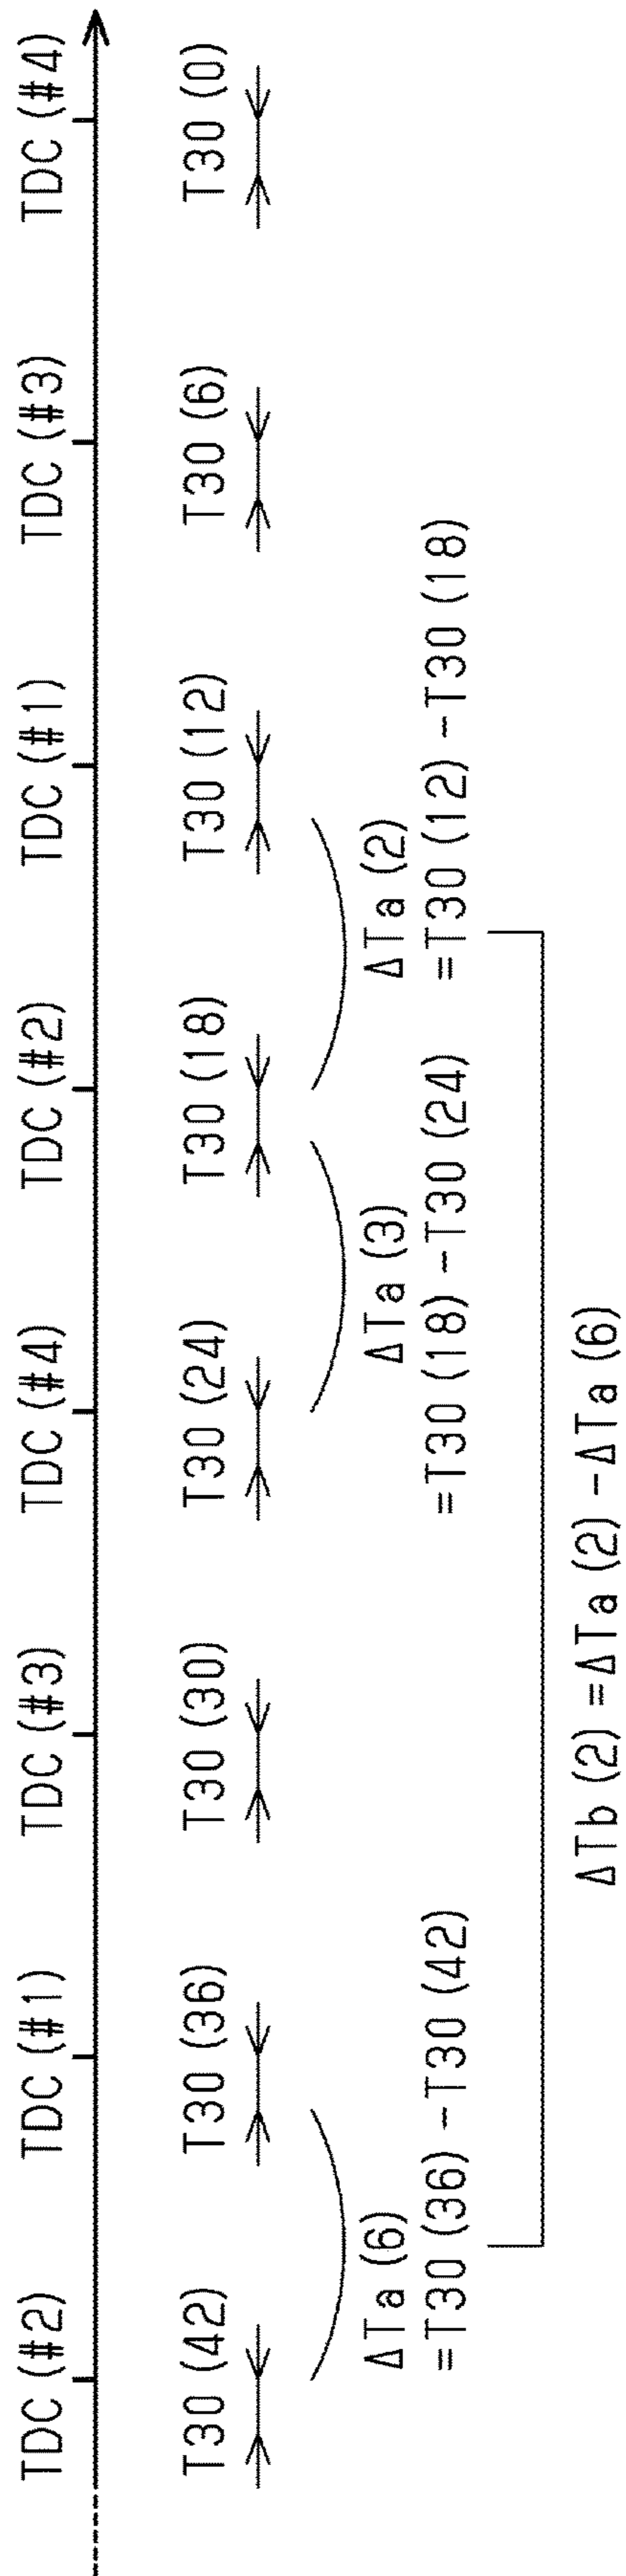 TDC (#2) TDC (#1) TDC (#3) TDC (#4) TDC (#2) TDC (#1) TDC (#3) TDC (#4)
T30 (42) T30 (36) T30 (30) T30 (24) T30 (18) T30 (12) T30 (6) T30 (0)
ΔTa (6) ΔTa (3) ΔTa (2)
=T30 (36) -T30 (42) =T30 (18) -T30 (24) =T30 (12) -T30 (18)
ΔTb (2) =ΔTa (2) -ΔTa (6)